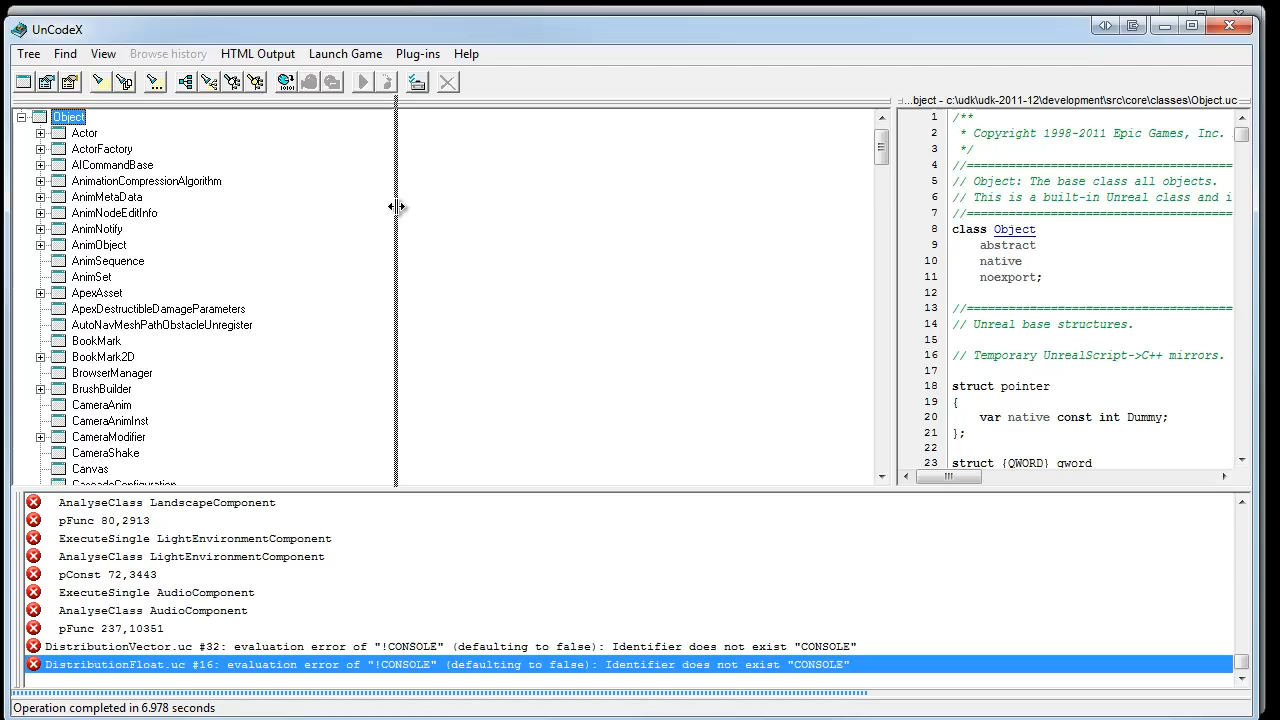 UnCodeX
Tree Find View Browse history HTML Output Launch Game Plug-ins Help
...bject - c:\udk\udk-2011-12\development\src\core\classes\Object.uc
Object
Actor
ActorFactory
AICommandBase
AnimationCompressionAlgorithm
AnimMetaData
AnimNodeEditInfo
AnimNotify
AnimObject
AnimSequence
AnimSet
ApexAsset
ApexDestructibleDamageParameters
AutoNavMeshPathObstacleUnregister
BookMark
BookMark2D
BrowserManager
BrushBuilder
CameraAnim
CameraAnimInst
CameraModifier
CameraShake
Canvas
CascadeConfiguration
1 /**
2 * Copyright 1998-2011 Epic Games, Inc.
3 */
4 //================================
5 // Object: The base class all objects.
6 // This is a built-in Unreal class and i
7 //================================
8 class Object
9 abstract
10 native
11 noexport;
12
13 //================================
14 // Unreal base structures.
15
16 // Temporary UnrealScript->C++ mirrors.
17
18 struct pointer
19 {
20 var native const int Dummy;
21 };
22
23 struct {QWORD} qword
AnalyseClass LandscapeComponent
pFunc 80,2913
ExecuteSingle LightEnvironmentComponent
AnalyseClass LightEnvironmentComponent
pConst 72,3443
ExecuteSingle AudioComponent
AnalyseClass AudioComponent
pFunc 237,10351
DistributionVector.uc #32: evaluation error of "!CONSOLE" (defaulting to false): Identifier does not exist "CONSOLE"
DistributionFloat.uc #16: evaluation error of "!CONSOLE" (defaulting to false): Identifier does not exist "CONSOLE"
Operation completed in 6.978 seconds